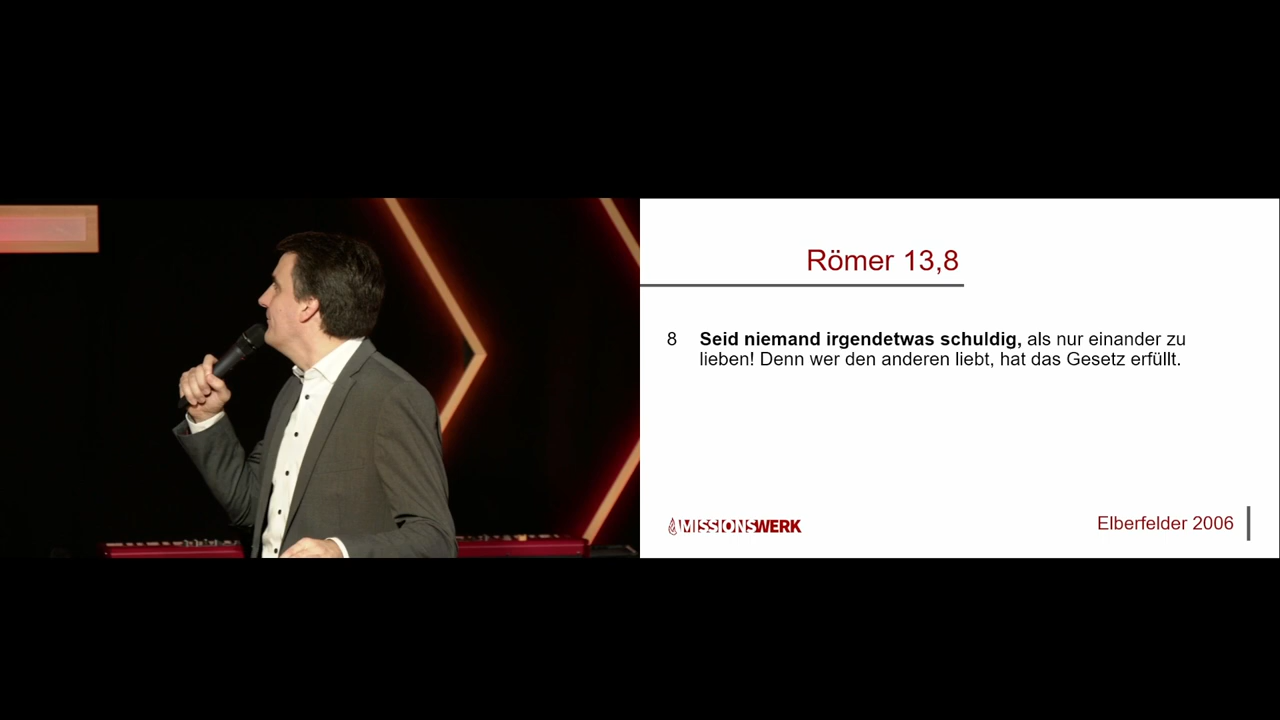 Römer 13,8
8 Seid niemand irgendetwas schuldig, als nur einander zu
lieben! Denn wer den anderen liebt, hat das Gesetz erfüllt.
MISSIONSWERK
Elberfelder 2006